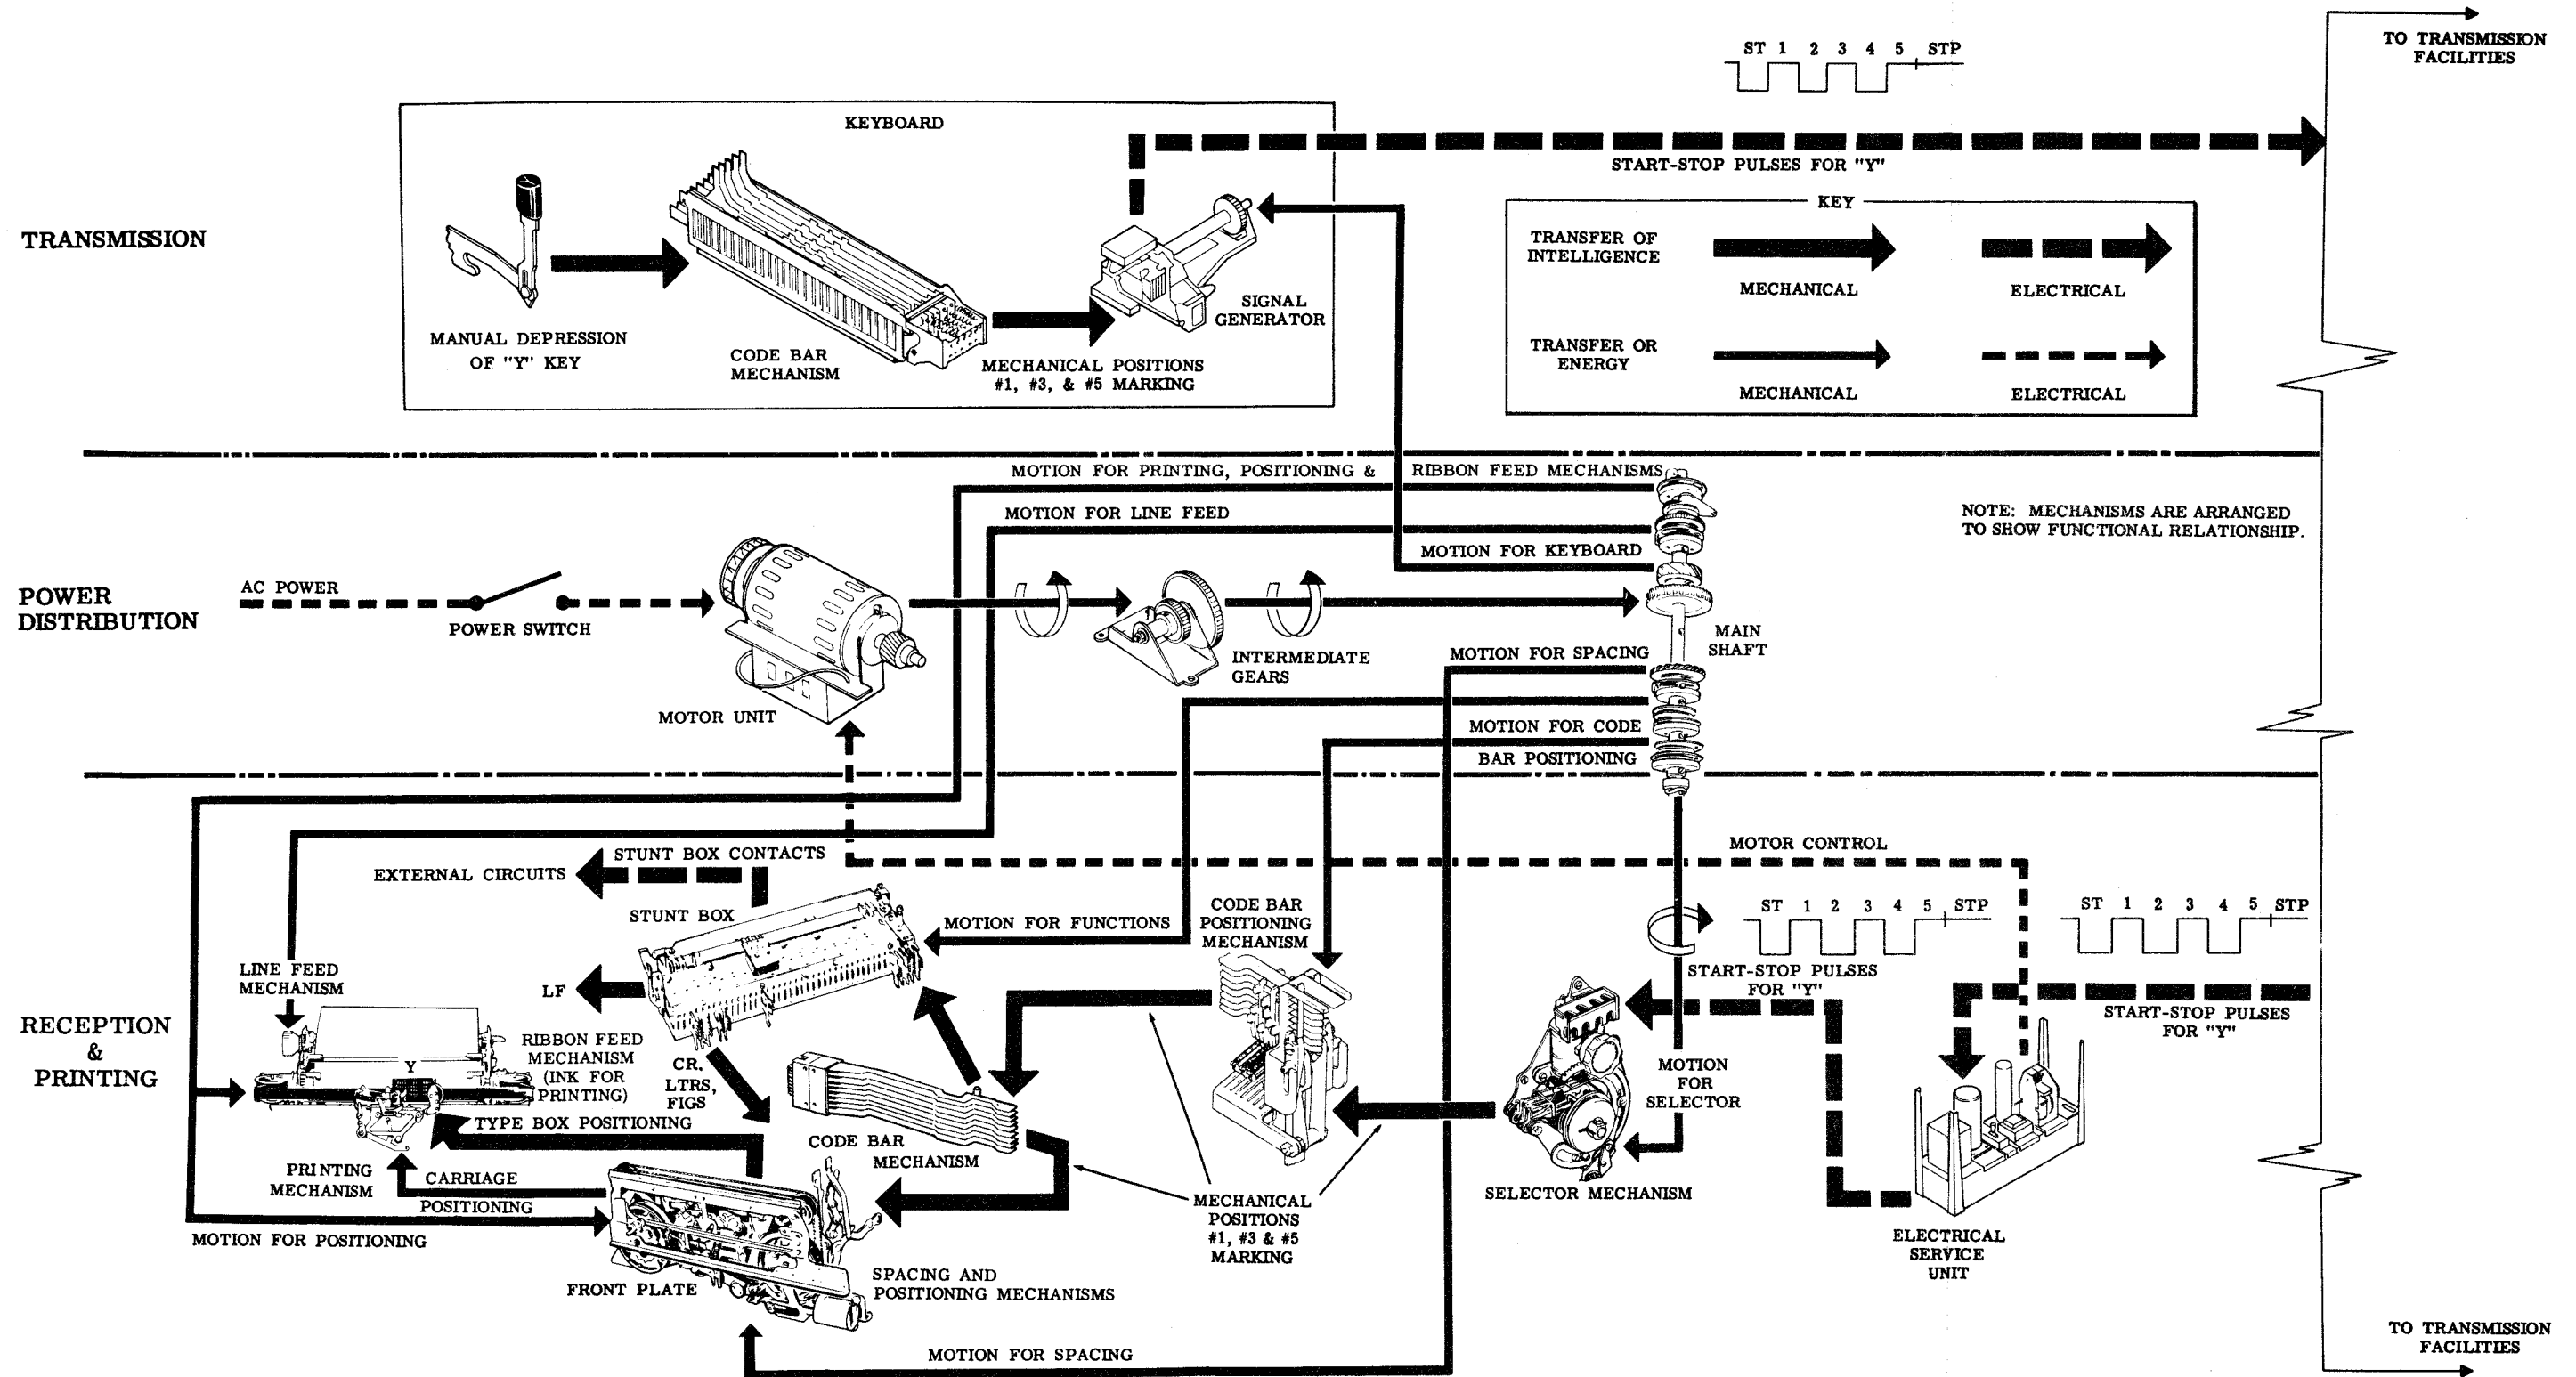 TO TRANSMISSION
FACILITIES
ST 1 2 3 4 5 STP
KEYBOARD
START-STOP PULSES FOR "Y"
TRANSMISSION
MANUAL DEPRESSION
OF "Y" KEY
CODE BAR
MECHANISM
MECHANICAL POSITIONS
#1, #3, & #5 MARKING
SIGNAL
GENERATOR
KEY
TRANSFER OF
INTELLIGENCE
MECHANICAL
ELECTRICAL
TRANSFER OR
ENERGY
MECHANICAL
ELECTRICAL
MOTION FOR PRINTING, POSITIONING & RIBBON FEED MECHANISMS
MOTION FOR LINE FEED
MOTION FOR KEYBOARD
NOTE: MECHANISMS ARE ARRANGED
TO SHOW FUNCTIONAL RELATIONSHIP.
POWER
DISTRIBUTION
AC POWER
POWER SWITCH
MOTOR UNIT
INTERMEDIATE
GEARS
MAIN
SHAFT
MOTION FOR SPACING
MOTION FOR CODE
BAR POSITIONING
MOTOR CONTROL
STUNT BOX CONTACTS
EXTERNAL CIRCUITS
STUNT BOX
MOTION FOR FUNCTIONS
CODE BAR
POSITIONING
MECHANISM
ST 1 2 3 4 5 STP
ST 1 2 3 4 5 STP
START-STOP PULSES
FOR "Y"
START-STOP PULSES
FOR "Y"
RECEPTION
&
PRINTING
LINE FEED
MECHANISM
LF
Y
RIBBON FEED
MECHANISM
(INK FOR
PRINTING)
CR.
LTRS,
FIGS
TYPE BOX POSITIONING
PRINTING
MECHANISM
CARRIAGE
POSITIONING
MOTION FOR POSITIONING
CODE BAR
MECHANISM
MOTION
FOR
SELECTOR
SELECTOR MECHANISM
MECHANICAL
POSITIONS
#1, #3 & #5
MARKING
ELECTRICAL
SERVICE
UNIT
FRONT PLATE
SPACING AND
POSITIONING MECHANISMS
MOTION FOR SPACING
TO TRANSMISSION
FACILITIES